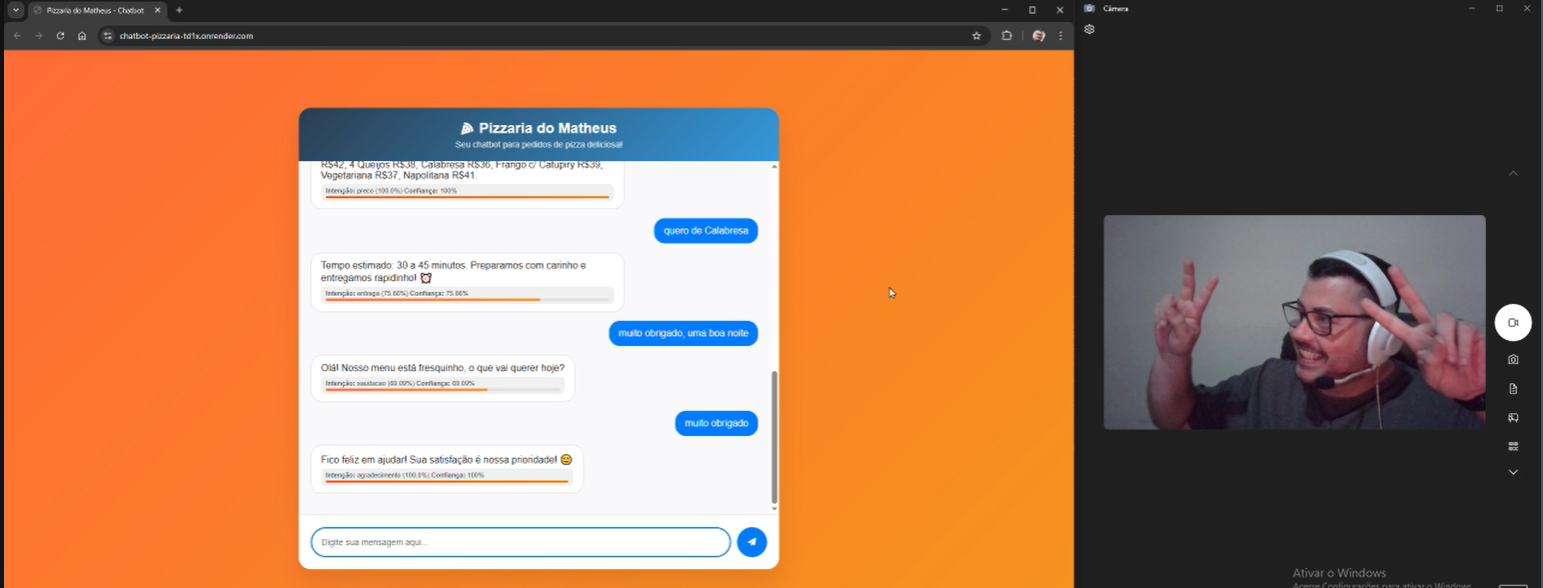 Pizzaria do Matheus - Chatbot
chatbot-pizzaria-td1x.onrender.com
Pizzaria do Matheus
Seu chatbot para pedidos de pizza deliciosa!
R$42, 4 Queijos R$38, Calabresa R$36, Frango c/ Catupiry R$39,
Vegetariana R$37, Napolitana R$41.
Intenção: preco (100.0%) Confiança: 100%
quero de Calabresa
Tempo estimado: 30 a 45 minutos. Preparamos com carinho e
entregamos rapidinho! ⏰
Intenção: entrega (75.66%) Confiança: 75.66%
muito obrigado, uma boa noite
Olá! Nosso menu está fresquinho, o que vai querer hoje?
Intenção: saudacao (69.09%) Confiança: 69.09%
muito obrigado
Fico feliz em ajudar! Sua satisfação é nossa prioridade! 😊
Intenção: agradecimento (100.0%) Confiança: 100%
Digite sua mensagem aqui...
Câmera
Ativar o Windows
Acesse Configurações para ativar o Windows.